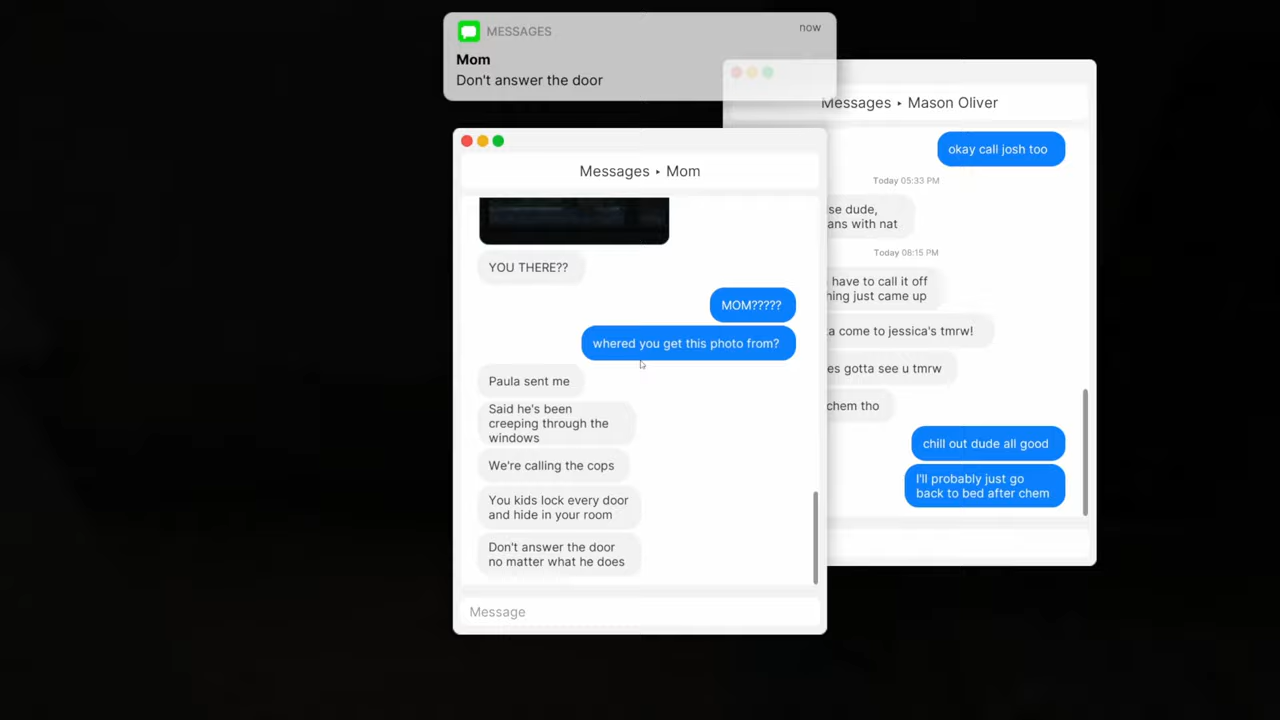 MESSAGES
now
Mom
Don't answer the door
Messages ‣ Mom
YOU THERE??
MOM?????
whered you get this photo from?
Paula sent me
Said he's been
creeping through the
windows
We're calling the cops
You kids lock every door
and hide in your room
Don't answer the door
no matter what he does
Message
Messages ‣ Mason Oliver
okay call josh too
Today 05:33 PM
se dude,
ans with nat
Today 08:15 PM
have to call it off
ning just came up
a come to jessica's tmrw!
es gotta see u tmrw
chem tho
chill out dude all good
I'll probably just go
back to bed after chem